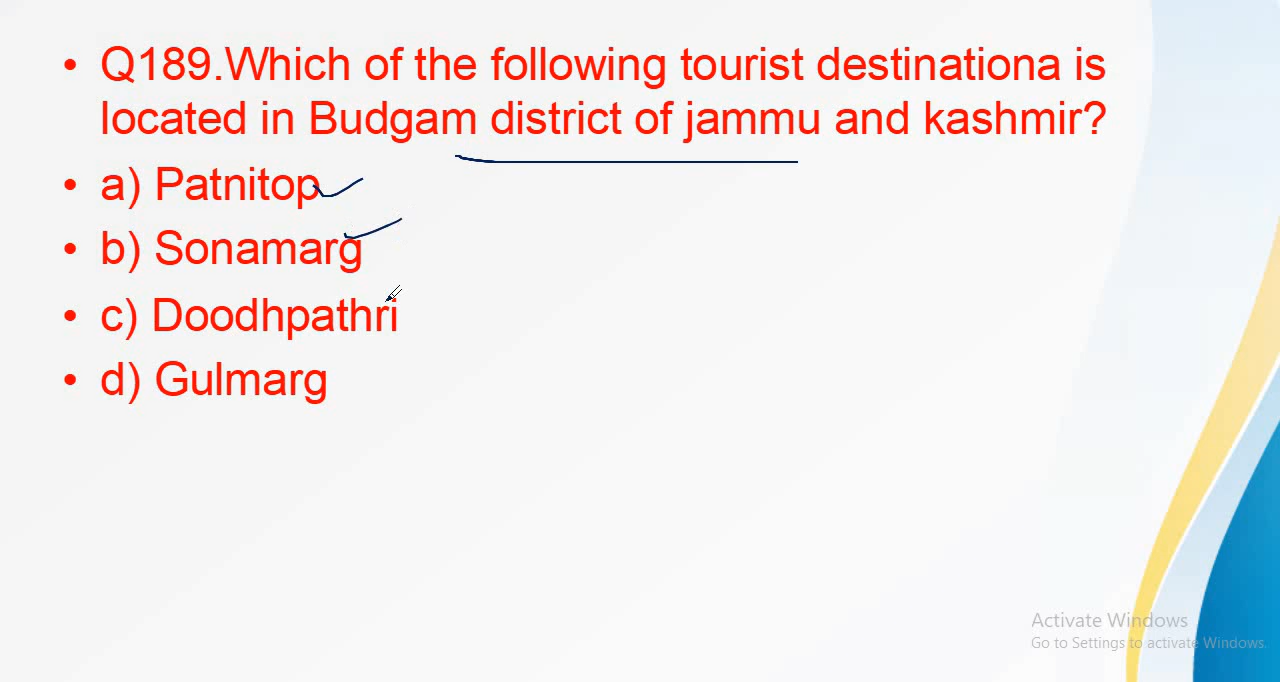 • Q189.Which of the following tourist destinationa is
located in Budgam district of jammu and kashmir?
• a) Patnitop
• b) Sonamarg
• c) Doodhpathri
• d) Gulmarg
Activate Windows
Go to Settings to activate Windows.